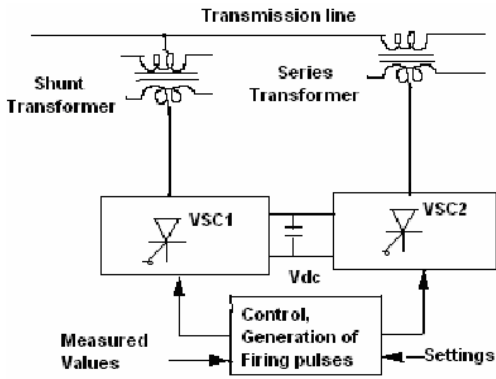 Transmission line
Shunt
Transformer
Series
Transformer
VSC1
VSC2
Vdc
Control,
Generation of
Firing pulses
Measured
Values
Settings